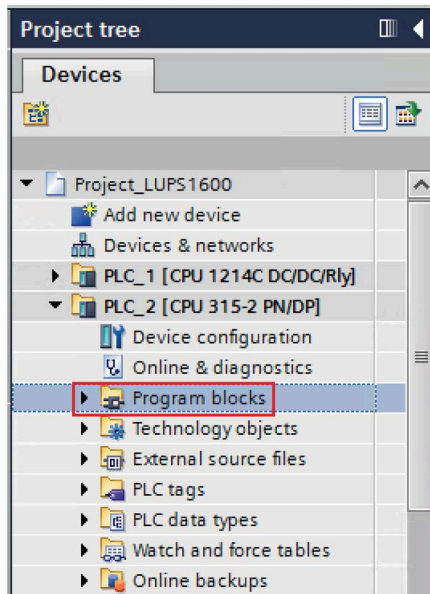 Project tree
Devices
Project_LUPS1600
Add new device
Devices & networks
PLC_1 [CPU 1214C DC/DC/Rly]
PLC_2 [CPU 315-2 PN/DP]
Device configuration
Online & diagnostics
Program blocks
Technology objects
External source files
PLC tags
PLC data types
Watch and force tables
Online backups